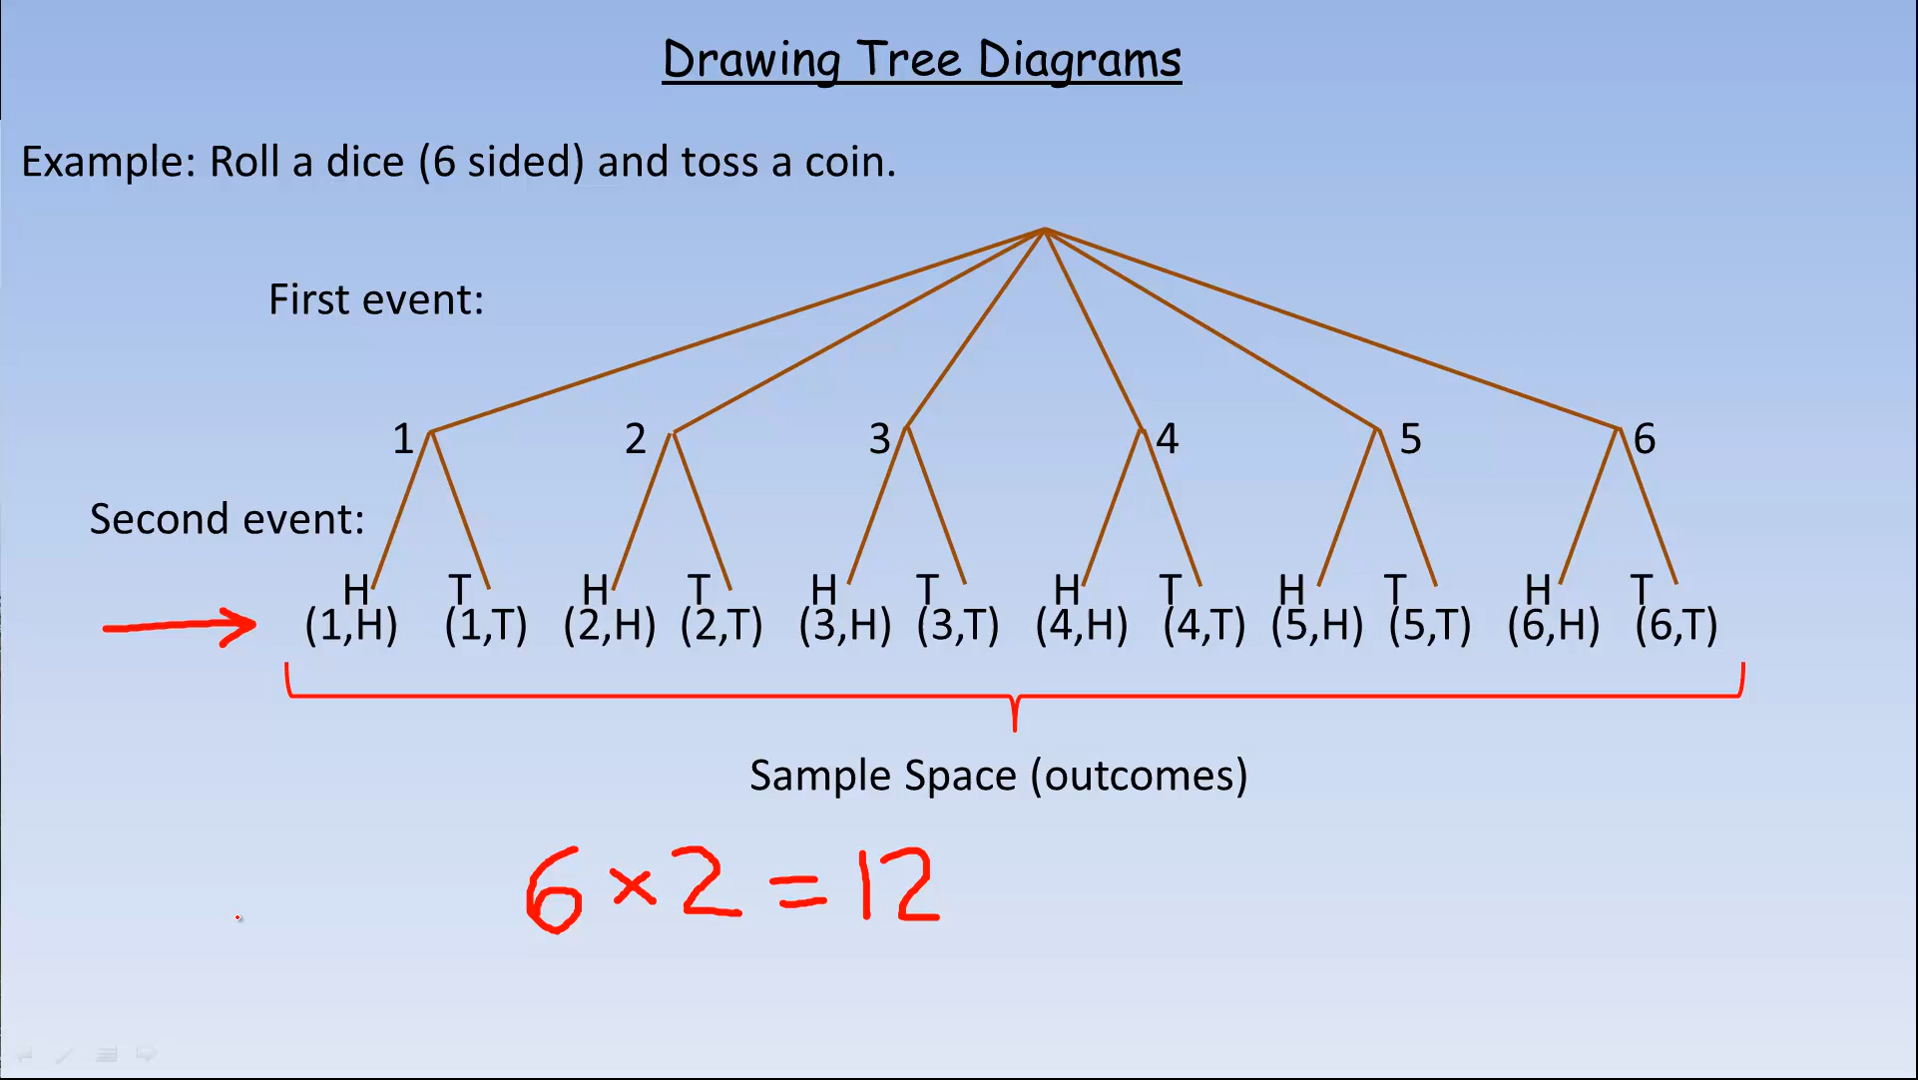 Drawing Tree Diagrams
Example: Roll a dice (6 sided) and toss a coin.
First event:
1 2 3 4 5 6
Second event:
H T H T H T H T H T H T
(1,H) (1,T) (2,H) (2,T) (3,H) (3,T) (4,H) (4,T) (5,H) (5,T) (6,H) (6,T)
Sample Space (outcomes)
6 × 2 = 12